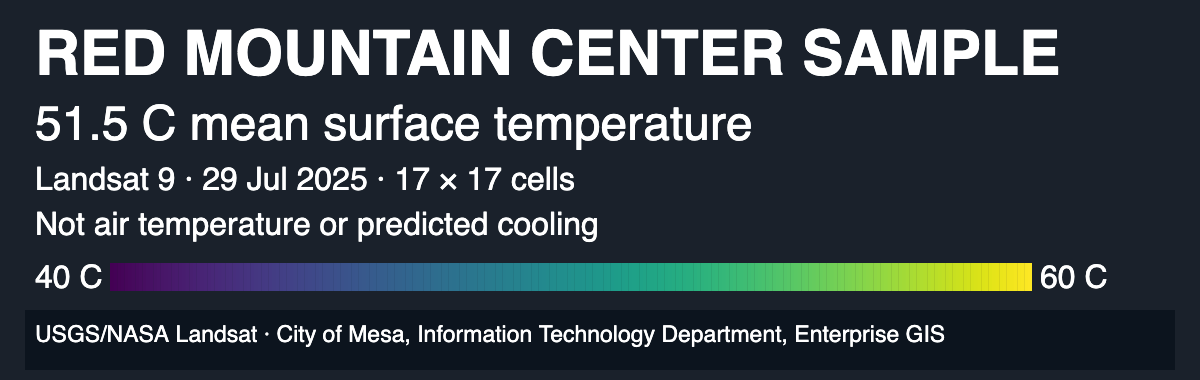 RED MOUNTAIN CENTER SAMPLE
51.5 C mean surface temperature
Landsat 9 · 29 Jul 2025 · 17 × 17 cells
Not air temperature or predicted cooling
40 C 60 C
USGS/NASA Landsat · City of Mesa, Information Technology Department, Enterprise GIS